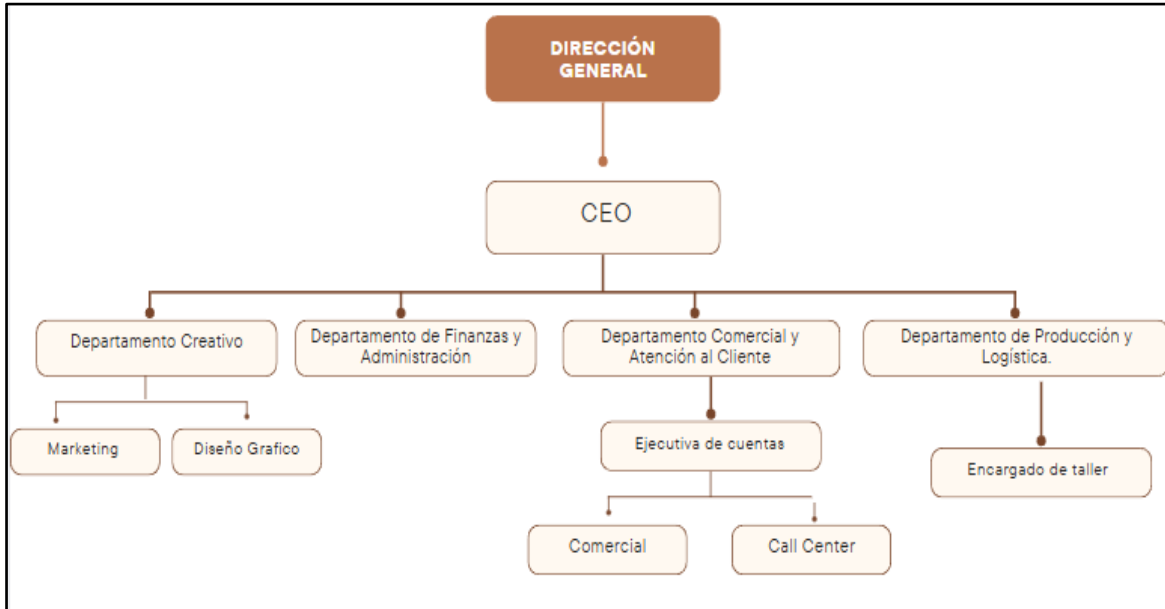 DIRECCIÓN
GENERAL
CEO
Departamento Creativo
Departamento de Finanzas y
Administración
Departamento Comercial y
Atención al Cliente
Departamento de Producción y
Logística.
Marketing
Diseño Grafico
Ejecutiva de cuentas
Encargado de taller
Comercial
Call Center